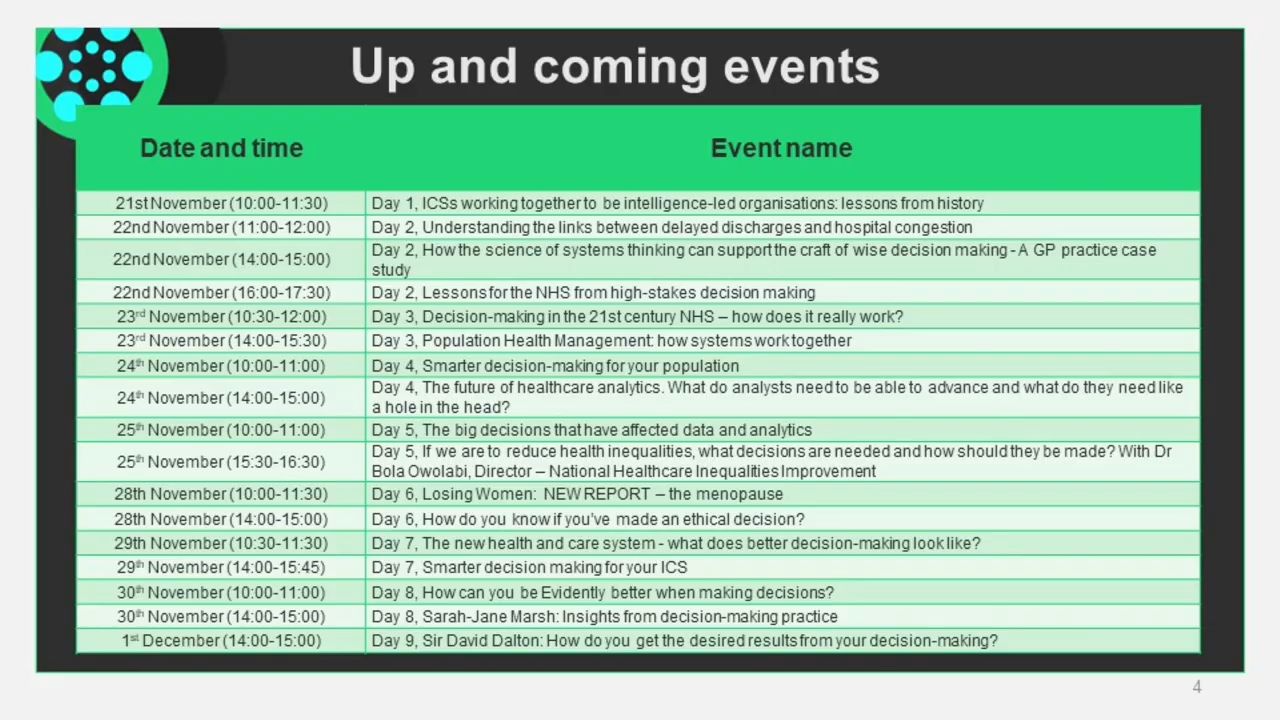 Up and coming events
Date and time Event name
21st November (10:00-11:30) Day 1, ICSs working together to be intelligence-led organisations: lessons from history
22nd November (11:00-12:00) Day 2, Understanding the links between delayed discharges and hospital congestion
22nd November (14:00-15:00) Day 2, How the science of systems thinking can support the craft of wise decision making - A GP practice case
study
22nd November (16:00-17:30) Day 2, Lessons for the NHS from high-stakes decision making
23rd November (10:30-12:00) Day 3, Decision-making in the 21st century NHS – how does it really work?
23rd November (14:00-15:30) Day 3, Population Health Management: how systems work together
24th November (10:00-11:00) Day 4, Smarter decision-making for your population
24th November (14:00-15:00) Day 4, The future of healthcare analytics. What do analysts need to be able to advance and what do they need like
a hole in the head?
25th November (10:00-11:00) Day 5, The big decisions that have affected data and analytics
25th November (15:30-16:30) Day 5, If we are to reduce health inequalities, what decisions are needed and how should they be made? With Dr
Bola Owolabi, Director – National Healthcare Inequalities Improvement
28th November (10:00-11:30) Day 6, Losing Women: NEW REPORT – the menopause
28th November (14:00-15:00) Day 6, How do you know if you've made an ethical decision?
29th November (10:30-11:30) Day 7, The new health and care system - what does better decision-making look like?
29th November (14:00-15:45) Day 7, Smarter decision making for your ICS
30th November (10:00-11:00) Day 8, How can you be Evidently better when making decisions?
30th November (14:00-15:00) Day 8, Sarah-Jane Marsh: Insights from decision-making practice
1st December (14:00-15:00) Day 9, Sir David Dalton: How do you get the desired results from your decision-making?
4